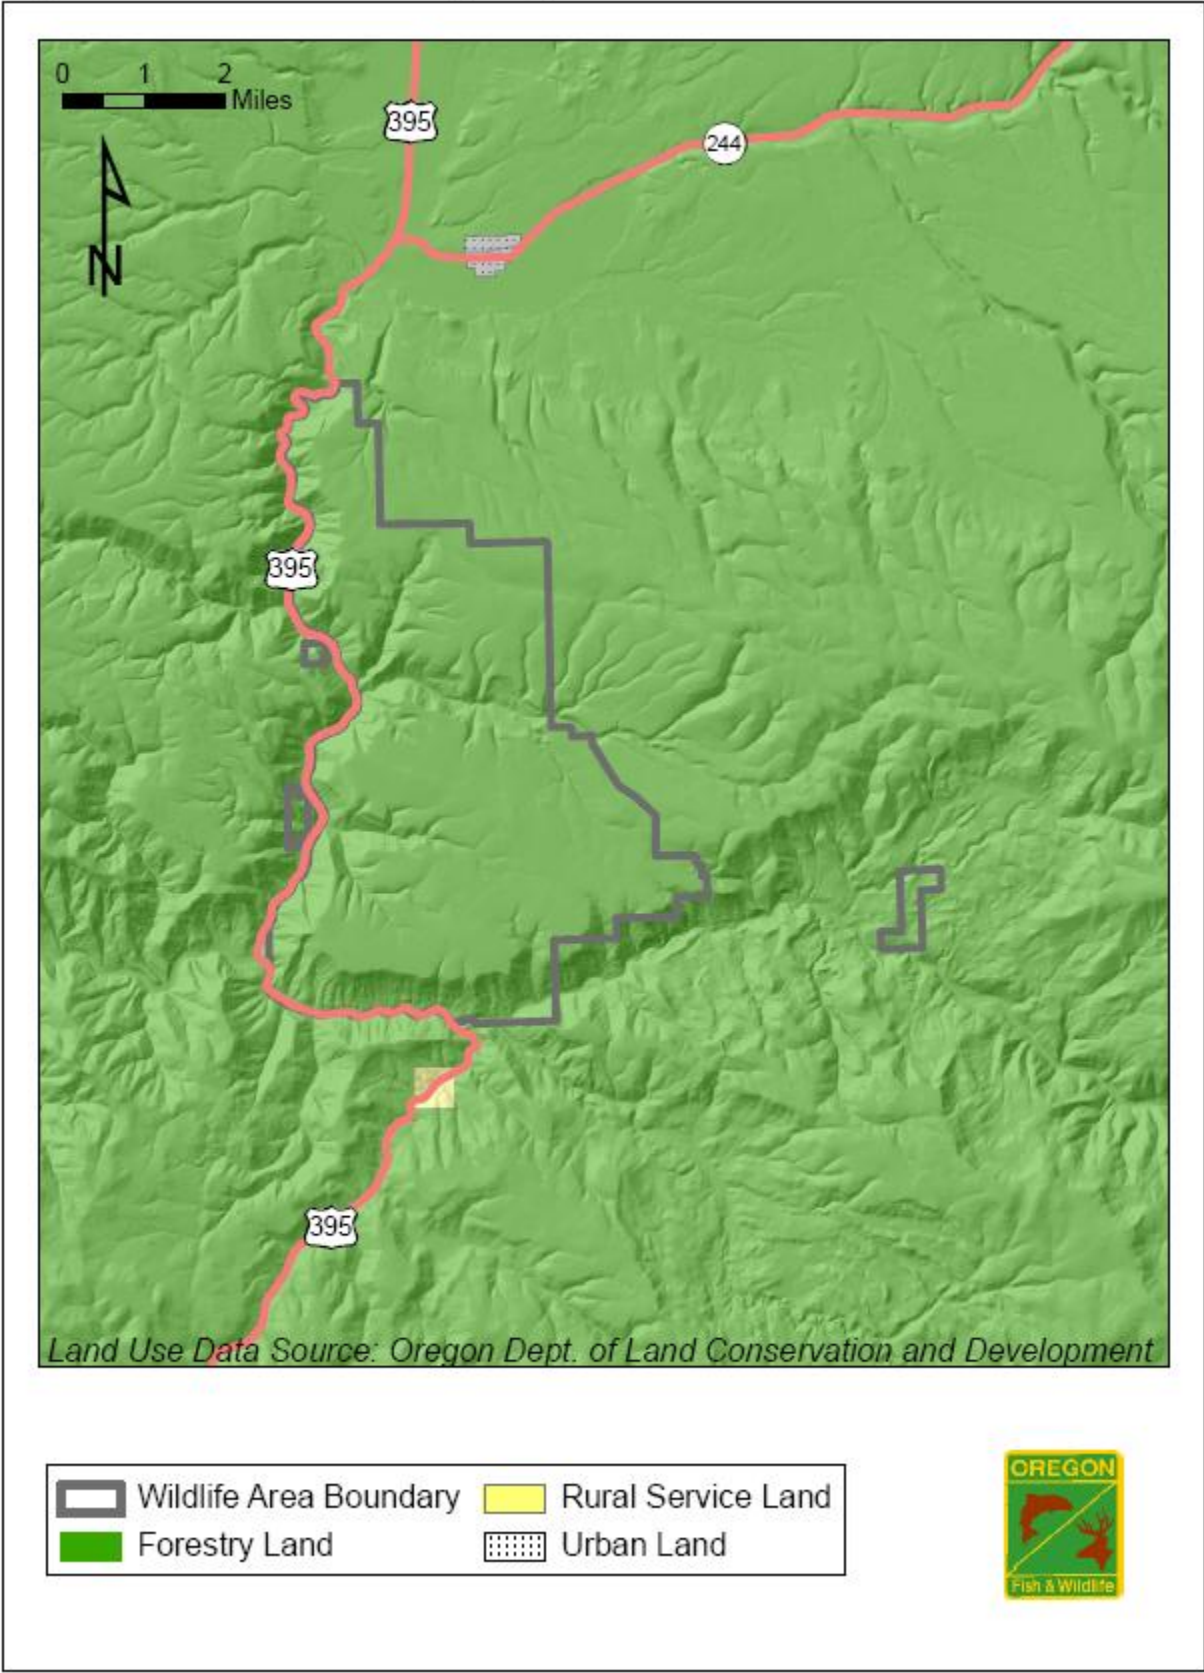 0 1 2
Miles
395
244
N
395
395
Land Use Data Source: Oregon Dept. of Land Conservation and Development
Wildlife Area Boundary
Rural Service Land
Forestry Land
Urban Land
OREGON
Fish & Wildlife